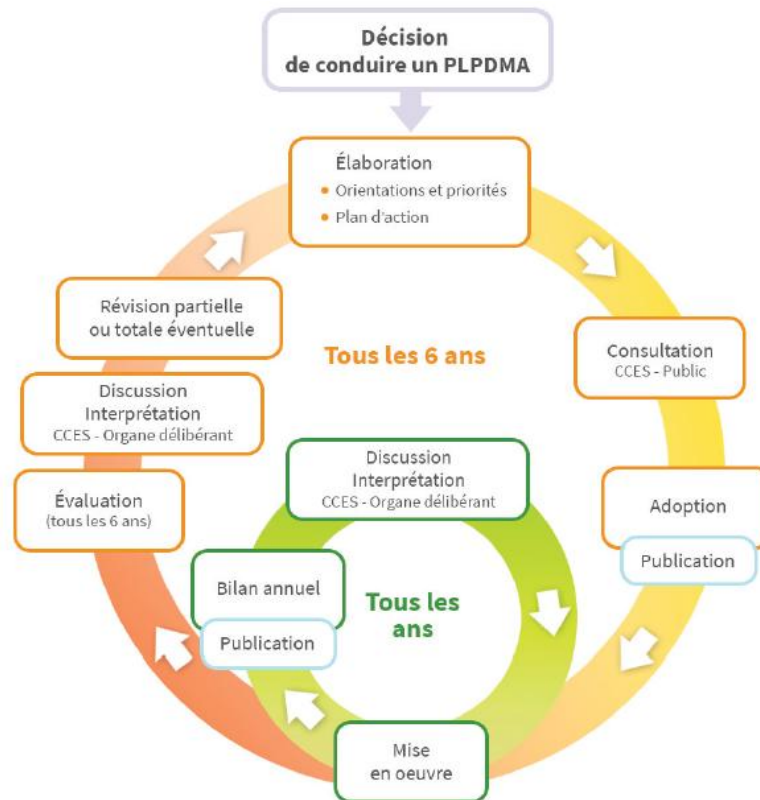 Décision
de conduire un PLPDMA
Élaboration
• Orientations et priorités
• Plan d'action
Révision partielle
ou totale éventuelle
Tous les 6 ans
Consultation
CCES - Public
Discussion
Interprétation
CCES - Organe délibérant
Discussion
Interprétation
CCES - Organe délibérant
Évaluation
(tous les 6 ans)
Adoption
Publication
Bilan annuel
Publication
Tous les
ans
Mise
en oeuvre